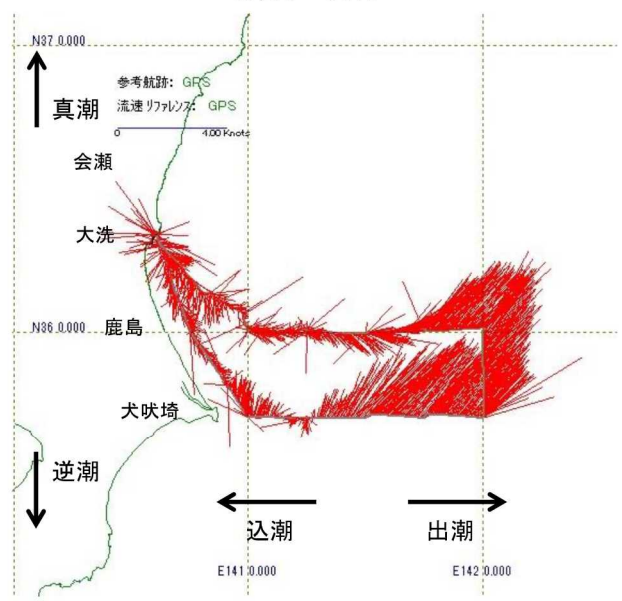 N37 0.000
参考航跡: GPS
流速リファレンス: GPS
0 4.00 Knots
真潮
会瀬
大洗
N36 0.000
鹿島
犬吠埼
逆潮
込潮
出潮
E141 0.000
E142 0.000